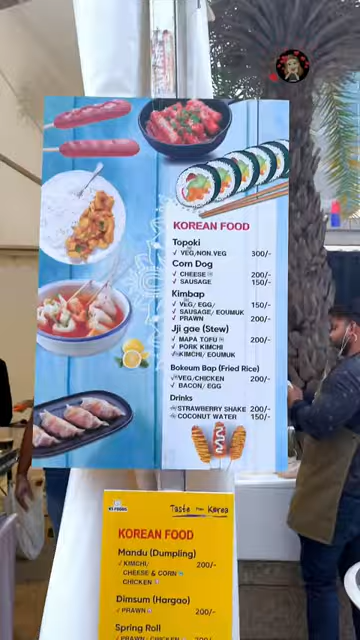 KOREAN FOOD
Topoki
✓ VEG/NON.VEG 300/-
Corn Dog
✓ CHEESE 200/-
✓ SAUSAGE 150/-
Kimbap
✓ VEG/ EGG/ 150/-
✓ SAUSAGE/ EOUMUK
✓ PRAWN 200/-
Jji gae (Stew)
✓ MAPA TOFU 200/-
✓ PORK KIMCHI
✓ KIMCHI/ EOUMUK
Bokeum Bap (Fried Rice)
✓ VEG/CHICKEN 200/-
✓ BACON/ EGG
Drinks
STRAWBERRY SHAKE 200/-
COCONUT WATER 150/-
Taste From Korea
KOREAN FOOD
Mandu (Dumpling)
✓ KIMCHI/ 200/-
CHEESE & CORN
CHICKEN
Dimsum (Hargao)
✓ PRAWN 200/-
Spring Roll